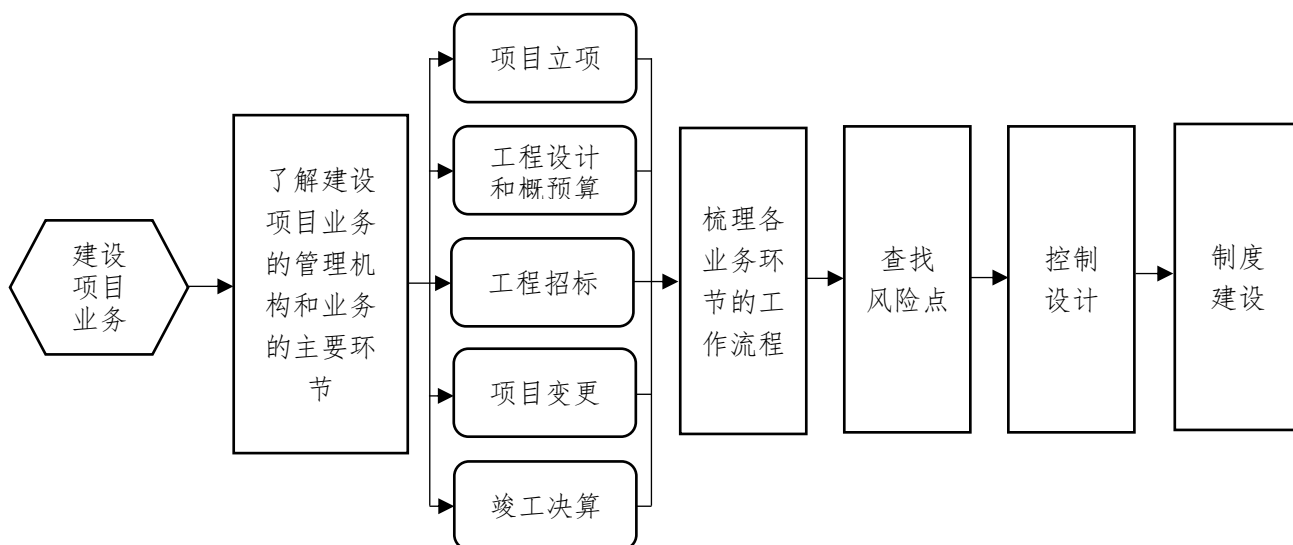 建设
项目
业务
了解建设
项目业务
的管理机
构和业务
的主要环
节
项目立项
工程设计
和概预算
工程招标
项目变更
竣工决算
梳理各
业务环
节的工
作流程
查找
风险点
控制
设计
制度
建设